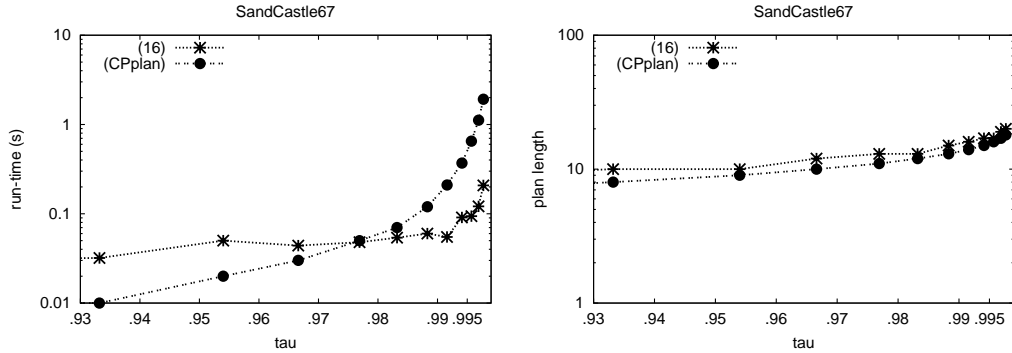 SandCastle67
(16)
(CPplan)
10
1
0.1
0.01
run-time (s)
.93 .94 .95 .96 .97 .98 .99 .995
tau
SandCastle67
(16)
(CPplan)
100
10
1
plan length
.93 .94 .95 .96 .97 .98 .99 .995
tau